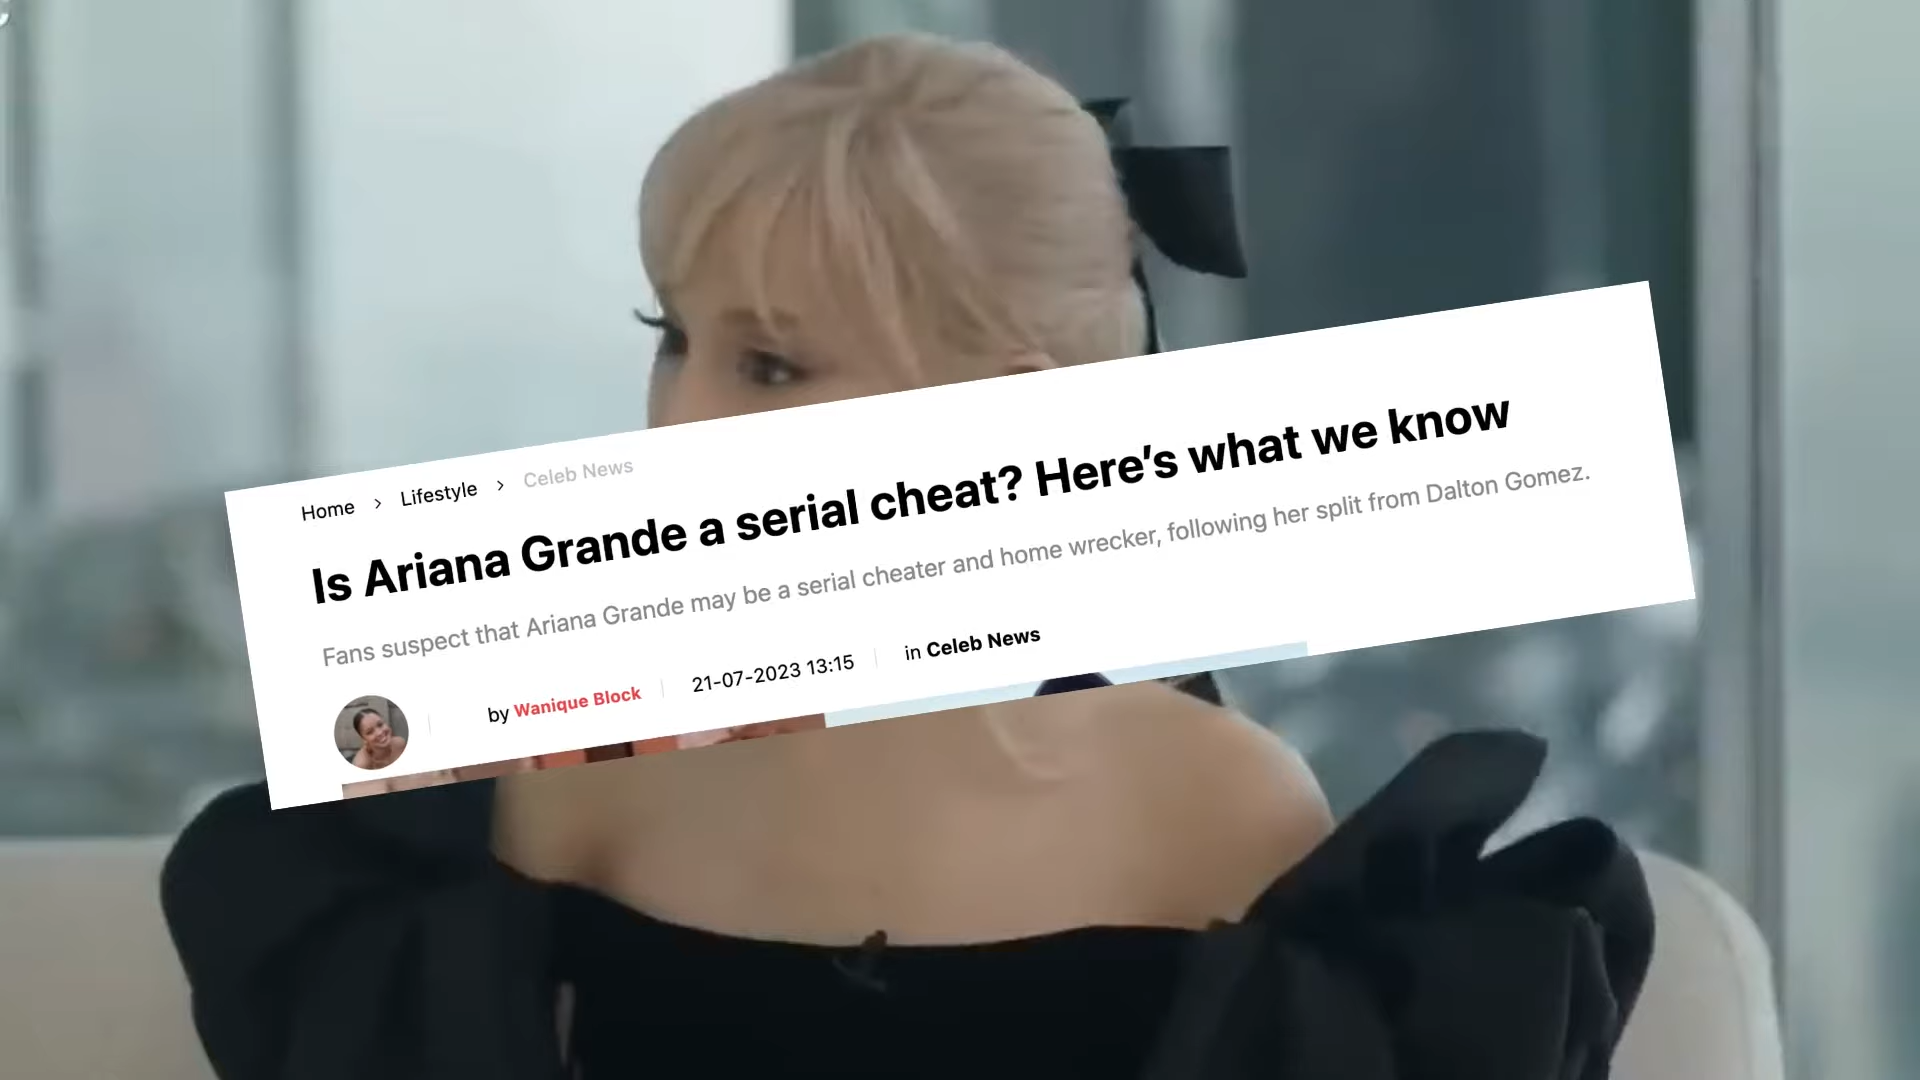 Home > Lifestyle > Celeb News
Is Ariana Grande a serial cheat? Here's what we know
Fans suspect that Ariana Grande may be a serial cheater and home wrecker, following her split from Dalton Gomez.
by Wanique Block | 21-07-2023 13:15 | in Celeb News